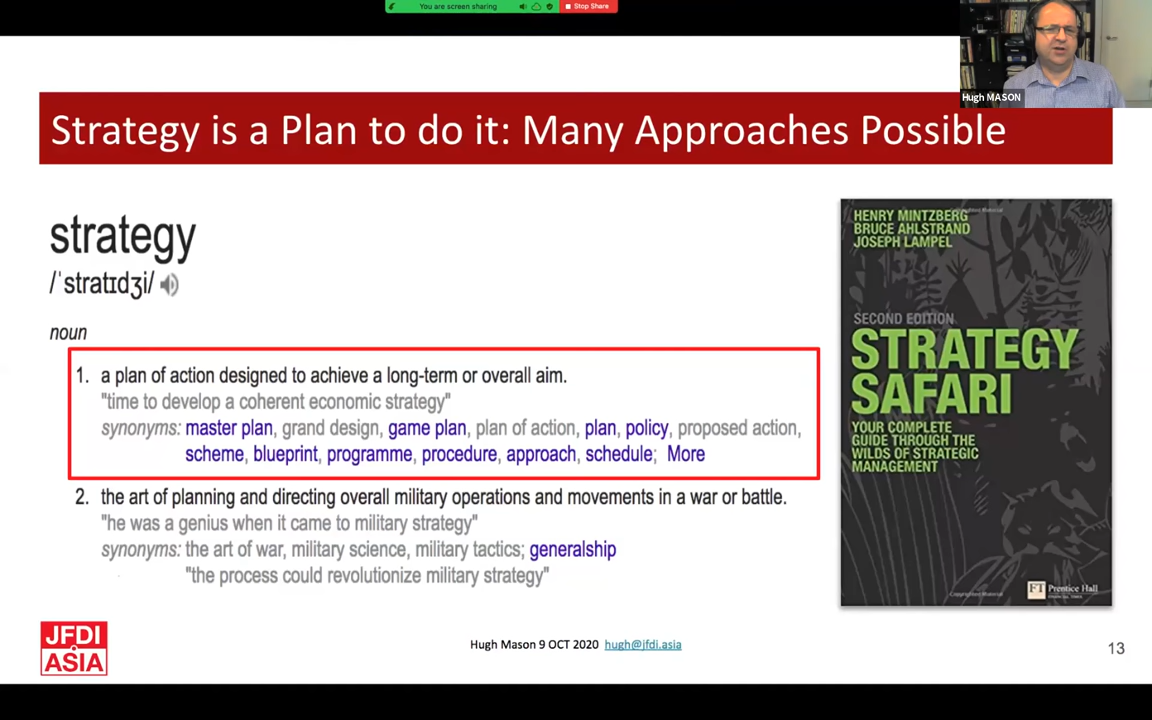 You are screen sharing
Stop Share
Hugh MASON
Strategy is a Plan to do it: Many Approaches Possible
strategy
/ˈstratɪdʒi/
noun
1. a plan of action designed to achieve a long-term or overall aim.
"time to develop a coherent economic strategy"
synonyms: master plan, grand design, game plan, plan of action, plan, policy, proposed action,
scheme, blueprint, programme, procedure, approach, schedule; More
2. the art of planning and directing overall military operations and movements in a war or battle.
"he was a genius when it came to military strategy"
synonyms: the art of war, military science, military tactics; generalship
"the process could revolutionize military strategy"
Copyrighted Material
HENRY MINTZBERG
BRUCE AHLSTRAND
JOSEPH LAMPEL
SECOND EDITION
STRATEGY
SAFARI
YOUR COMPLETE
GUIDE THROUGH THE
WILDS OF STRATEGIC
MANAGEMENT
FT Prentice Hall
FINANCIAL TIMES
Copyrighted Material
JFDI
ASIA
Hugh Mason 9 OCT 2020 hugh@jfdi.asia
13